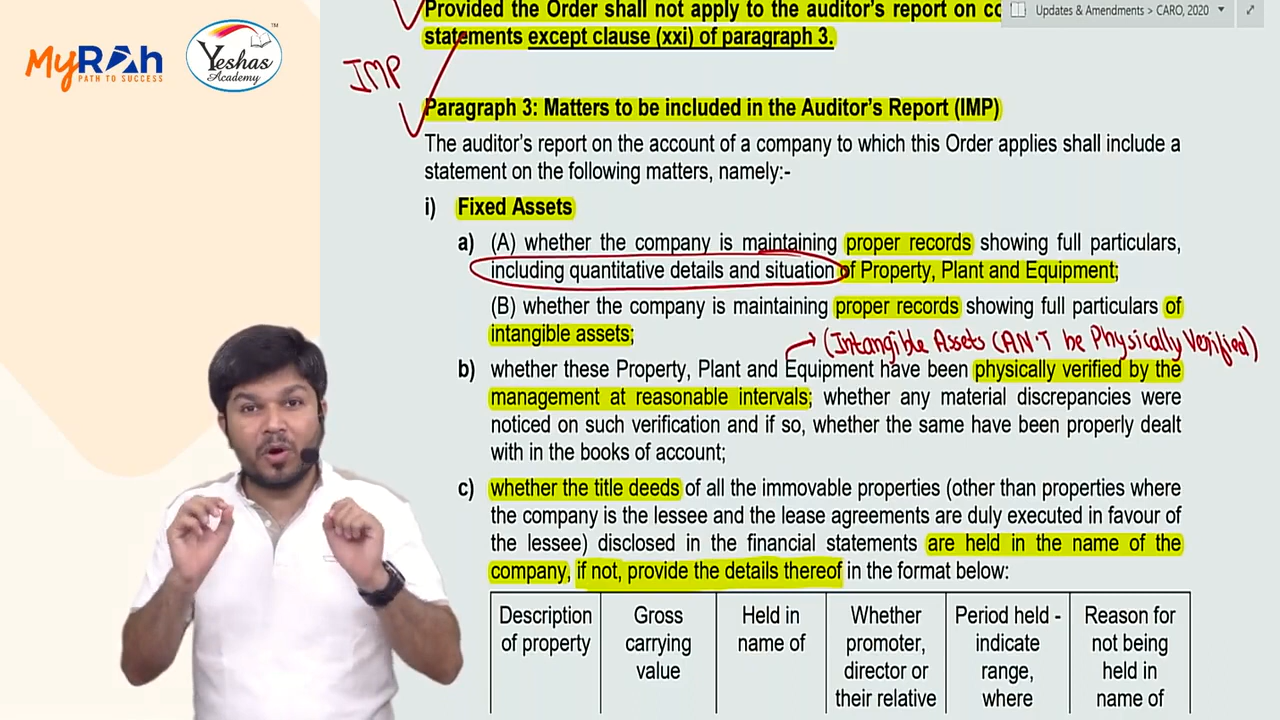 MyRAh
PATH TO SUCCESS
Yeshas
Academy
TM
Updates & Amendments > CARO, 2020
Provided the Order shall not apply to the auditor's report on co
statements except clause (xxi) of paragraph 3.
IMP
Paragraph 3: Matters to be included in the Auditor's Report (IMP)
The auditor's report on the account of a company to which this Order applies shall include a
statement on the following matters, namely:-
i) Fixed Assets
a) (A) whether the company is maintaining proper records showing full particulars,
including quantitative details and situation of Property, Plant and Equipment;
(B) whether the company is maintaining proper records showing full particulars of
intangible assets;
(Intangible Assets CAN'T be Physically Verified)
b) whether these Property, Plant and Equipment have been physically verified by the
management at reasonable intervals; whether any material discrepancies were
noticed on such verification and if so, whether the same have been properly dealt
with in the books of account;
c) whether the title deeds of all the immovable properties (other than properties where
the company is the lessee and the lease agreements are duly executed in favour of
the lessee) disclosed in the financial statements are held in the name of the
company, if not, provide the details thereof in the format below:
Description
of property
Gross
carrying
value
Held in
name of
Whether
promoter,
director or
their relative
Period held -
indicate
range,
where
Reason for
not being
held in
name of